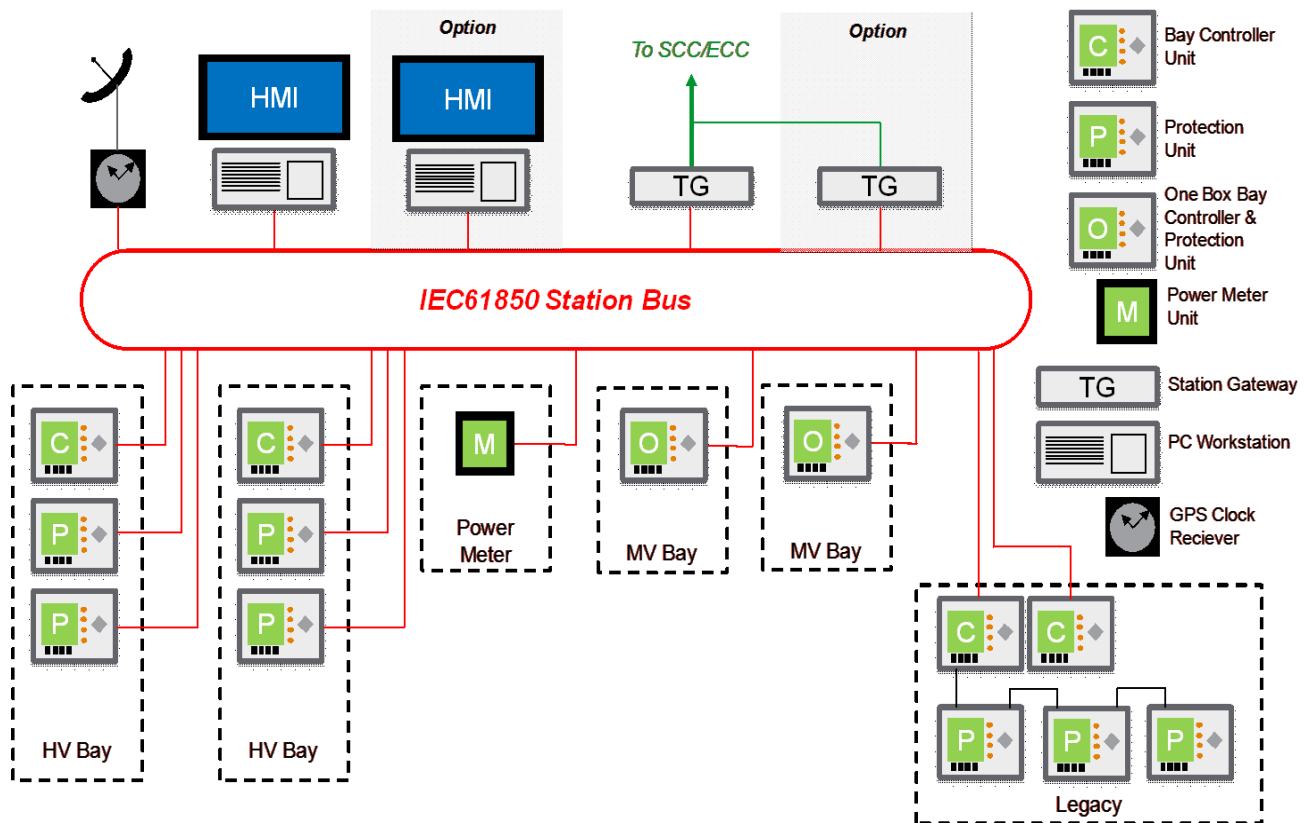 Option
Option
To SCC/ECC
HMI
HMI
TG
TG
IEC61850 Station Bus
C
P
P
HV Bay
C
P
P
HV Bay
M
Power
Meter
O
MV Bay
O
MV Bay
C
C
P
P
P
Legacy
C
Bay Controller
Unit
P
Protection
Unit
O
One Box Bay
Controller &
Protection
Unit
M
Power Meter
Unit
TG
Station Gateway
PC Workstation
GPS Clock
Reciever